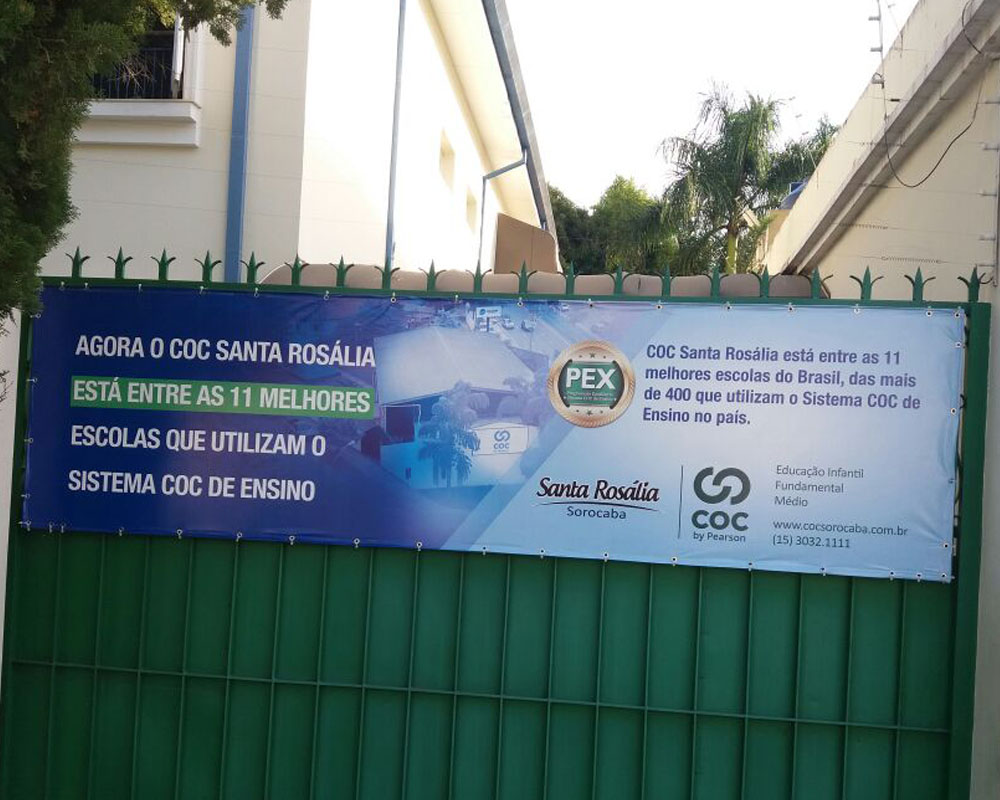 AGORA O COC SANTA ROSÁLIA
ESTÁ ENTRE AS 11 MELHORES
ESCOLAS QUE UTILIZAM O
SISTEMA COC DE ENSINO
COC
PEX
COC Santa Rosália está entre as 11
melhores escolas do Brasil, das mais
de 400 que utilizam o Sistema COC de
Ensino no país.
Santa Rosália
Sorocaba
COC
by Pearson
Educação Infantil
Fundamental
Médio
www.cocsorocaba.com.br
(15) 3032.1111